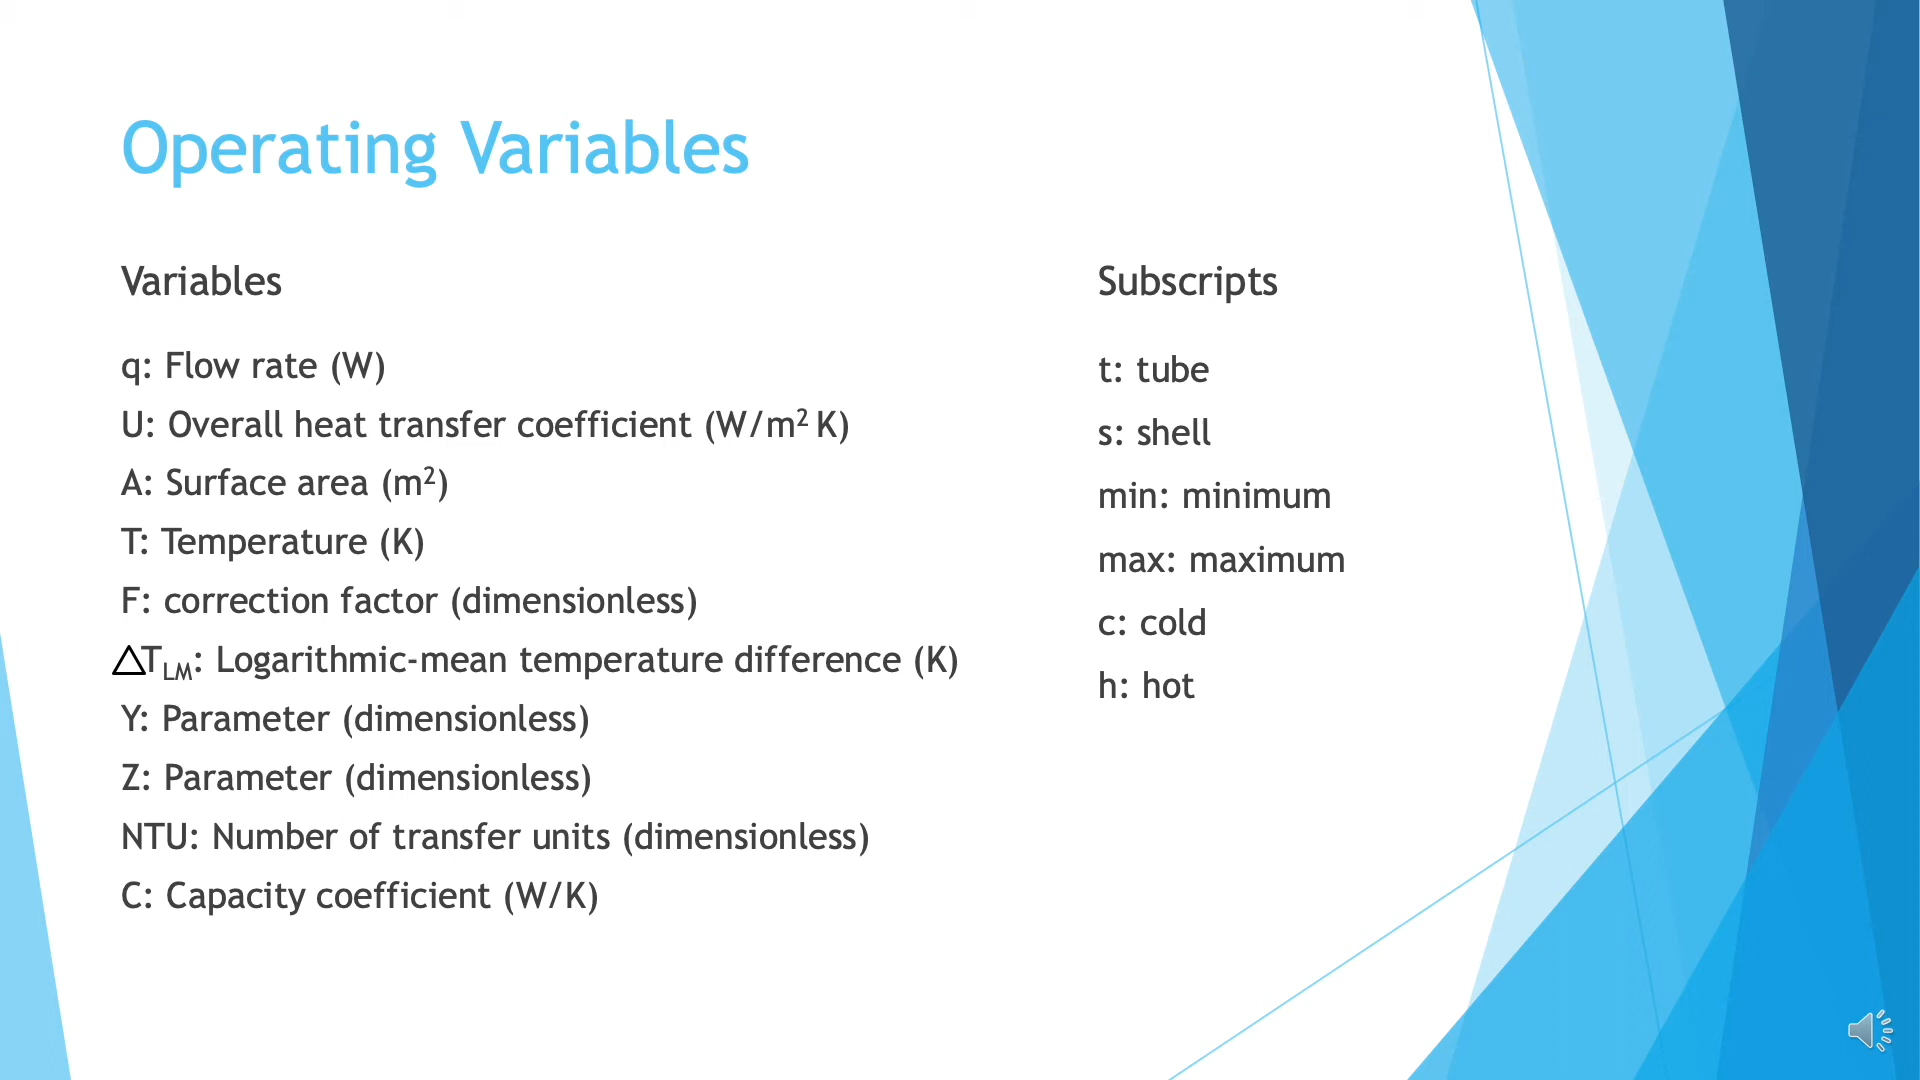 Operating Variables
Variables
q: Flow rate (W)
U: Overall heat transfer coefficient (W/m² K)
A: Surface area (m²)
T: Temperature (K)
F: correction factor (dimensionless)
△T_LM: Logarithmic-mean temperature difference (K)
Y: Parameter (dimensionless)
Z: Parameter (dimensionless)
NTU: Number of transfer units (dimensionless)
C: Capacity coefficient (W/K)
Subscripts
t: tube
s: shell
min: minimum
max: maximum
c: cold
h: hot